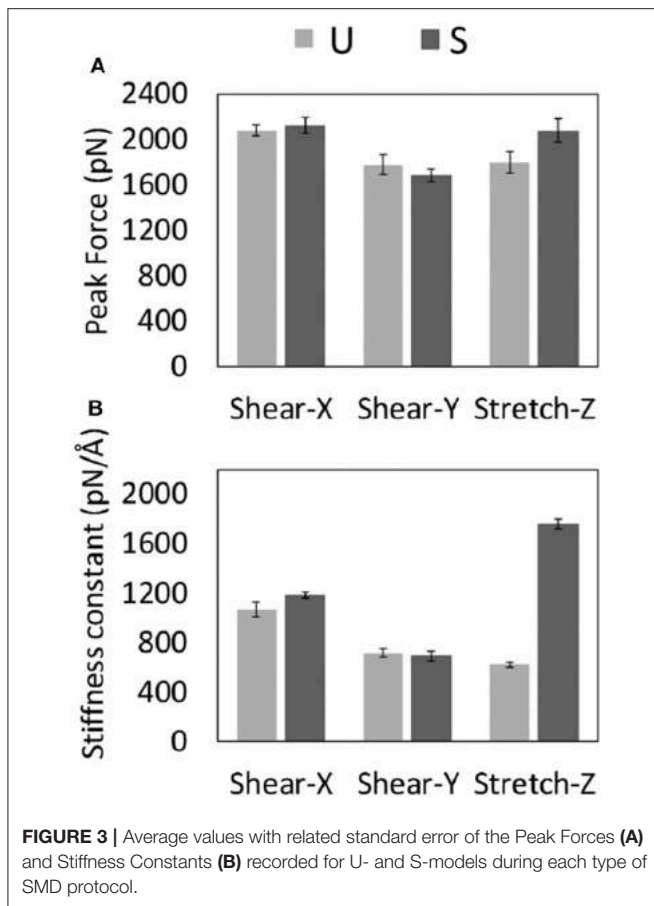 U S
A
2400
2000
1600
1200
800
400
0
Peak Force (pN)
Shear-X Shear-Y Stretch-Z
B
2000
1600
1200
800
400
0
Stiffness constant (pN/Å)
Shear-X Shear-Y Stretch-Z
FIGURE 3 | Average values with related standard error of the Peak Forces (A)
and Stiffness Constants (B) recorded for U- and S-models during each type of
SMD protocol.